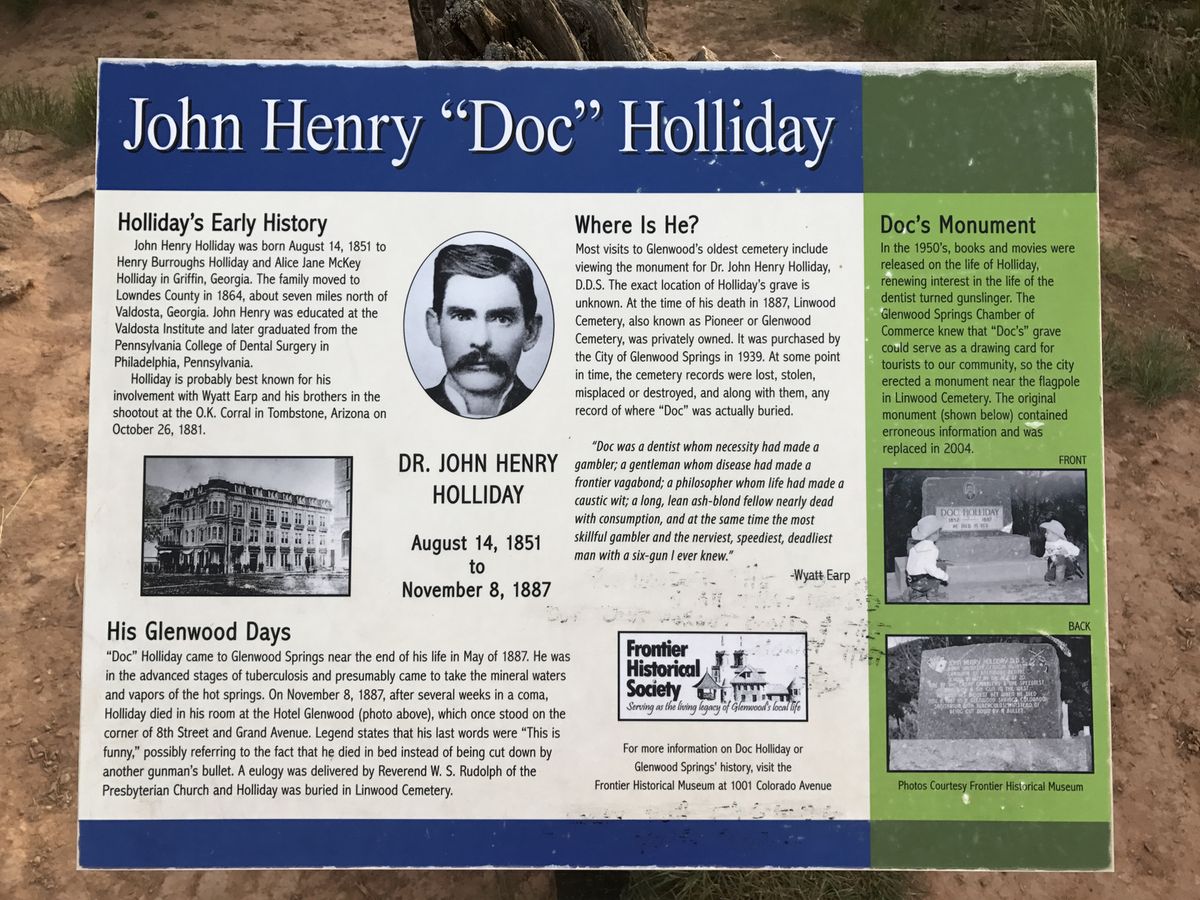 John Henry “Doc” Holliday
Holliday's Early History
John Henry Holliday was born August 14, 1851 to
Henry Burroughs Holliday and Alice Jane McKey
Holliday in Griffin, Georgia. The family moved to
Lowndes County in 1864, about seven miles north of
Valdosta, Georgia. John Henry was educated at the
Valdosta Institute and later graduated from the
Pennsylvania College of Dental Surgery in
Philadelphia, Pennsylvania.
Holliday is probably best known for his
involvement with Wyatt Earp and his brothers in the
shootout at the O.K. Corral in Tombstone, Arizona on
October 26, 1881.
DR. JOHN HENRY
HOLLIDAY
August 14, 1851
to
November 8, 1887
His Glenwood Days
“Doc” Holliday came to Glenwood Springs near the end of his life in May of 1887. He was
in the advanced stages of tuberculosis and presumably came to take the mineral waters
and vapors of the hot springs. On November 8, 1887, after several weeks in a coma,
Holliday died in his room at the Hotel Glenwood (photo above), which once stood on the
corner of 8th Street and Grand Avenue. Legend states that his last words were “This is
funny,” possibly referring to the fact that he died in bed instead of being cut down by
another gunman's bullet. A eulogy was delivered by Reverend W. S. Rudolph of the
Presbyterian Church and Holliday was buried in Linwood Cemetery.
Where Is He?
Most visits to Glenwood's oldest cemetery include
viewing the monument for Dr. John Henry Holliday,
D.D.S. The exact location of Holliday's grave is
unknown. At the time of his death in 1887, Linwood
Cemetery, also known as Pioneer or Glenwood
Cemetery, was privately owned. It was purchased by
the City of Glenwood Springs in 1939. At some point
in time, the cemetery records were lost, stolen,
misplaced or destroyed, and along with them, any
record of where “Doc” was actually buried.
“Doc was a dentist whom necessity had made a
gambler; a gentleman whom disease had made a
frontier vagabond; a philosopher whom life had made a
caustic wit; a long, lean ash-blond fellow nearly dead
with consumption, and at the same time the most
skillful gambler and the nerviest, speediest, deadliest
man with a six-gun I ever knew.”
-Wyatt Earp
Frontier
Historical
Society
Serving as the living legacy of Glenwood's local life
For more information on Doc Holliday or
Glenwood Springs' history, visit the
Frontier Historical Museum at 1001 Colorado Avenue
Doc's Monument
In the 1950's, books and movies were
released on the life of Holliday,
renewing interest in the life of the
dentist turned gunslinger. The
Glenwood Springs Chamber of
Commerce knew that “Doc's” grave
could serve as a drawing card for
tourists to our community, so the city
erected a monument near the flagpole
in Linwood Cemetery. The original
monument (shown below) contained
erroneous information and was
replaced in 2004.
FRONT
DOC HOLLIDAY
1852 1887
HE DIED IN BED
BACK
JOHN HENRY HOLLIDAY D.D.S.
Photos Courtesy Frontier Historical Museum